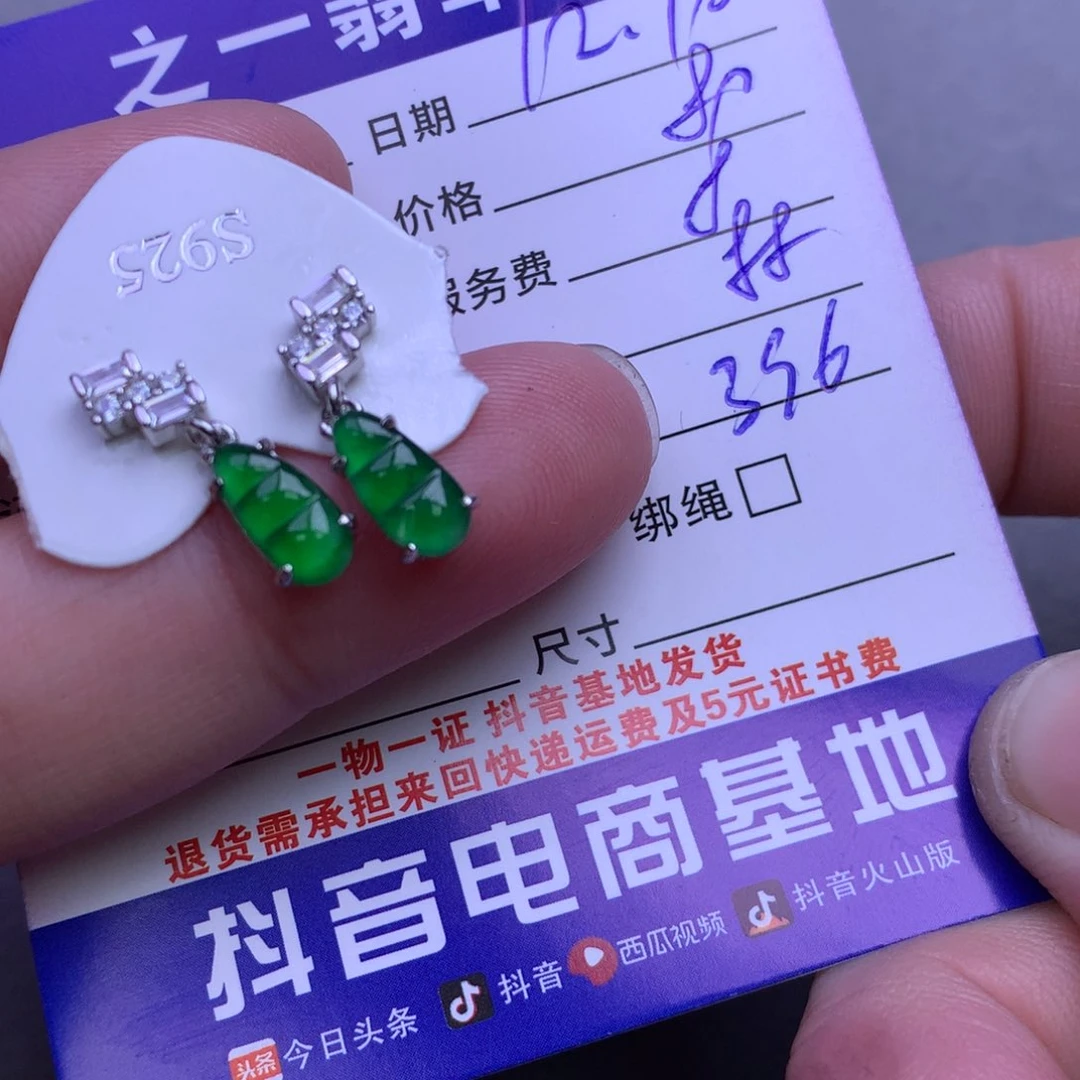 之一
日期
价格
服务费
396
绑绳 □
尺寸
一物一证 抖音基地发货
退货需承担来回快递运费及5元证书费
抖音电商基地
头条 今日头条 抖音 西瓜视频 抖音火山版
S925